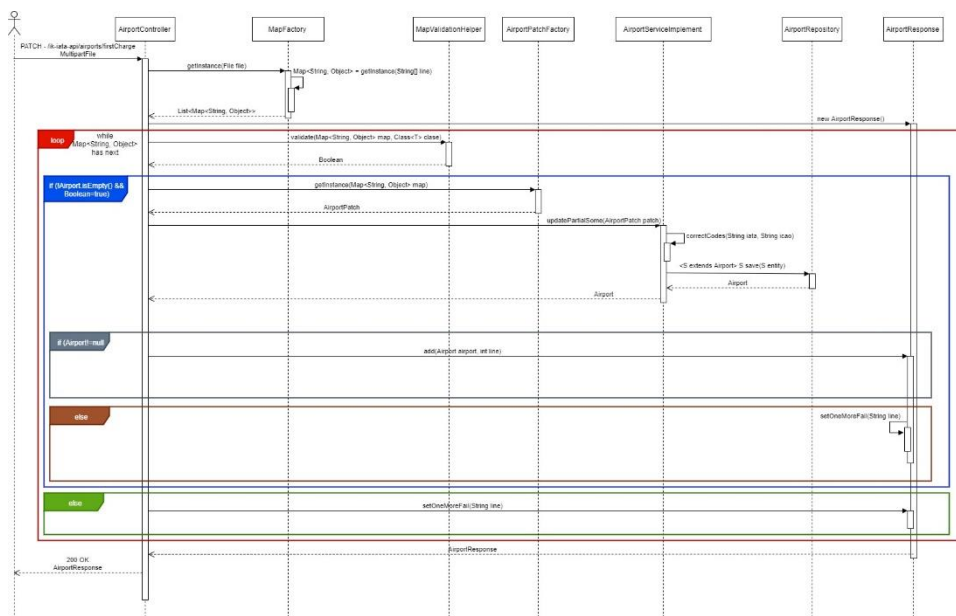 AirportController
MapFactory
MapValidationHelper
AirportPatchFactory
AirportServiceImplement
AirportRepository
AirportResponse
PATCH - /ik-iata-api/airports/firstCharge
MultipartFile
getInstance(File file)
Map<String, Object> = getInstance(String[] line)
List<Map<String, Object>>
new AirportResponse()
loop
while
Map<String, Object>
has next
validate(Map<String, Object> map, Class<T> clase)
Boolean
if (!Airport.isEmpty() &&
Boolean=true)
getInstance(Map<String, Object> map)
AirportPatch
updatePartialSome(AirportPatch patch)
correctCodes(String iata, String icao)
<S extends Airport> S save(S entity)
Airport
Airport
if (Airport!=null
add(Airport airport, int line)
else
setOneMoreFail(String line)
else
setOneMoreFail(String line)
AirportResponse
200 OK
AirportResponse